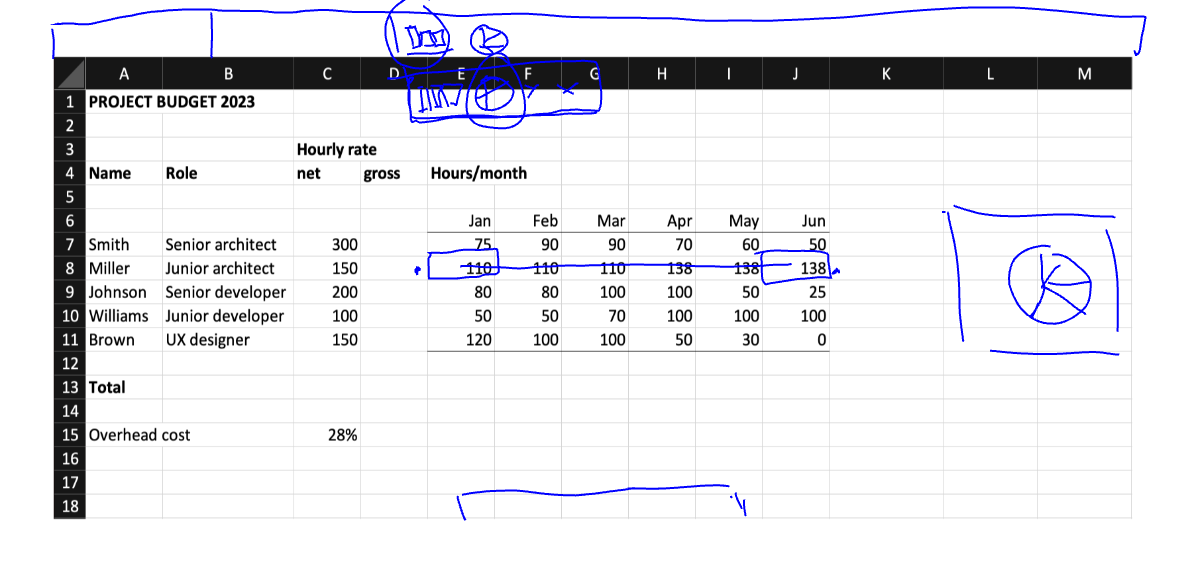 A B C D E F G H I J K L M
1 PROJECT BUDGET 2023
2
3 Hourly rate
4 Name Role net gross Hours/month
5
6 Jan Feb Mar Apr May Jun
7 Smith Senior architect 300 75 90 90 70 60 50
8 Miller Junior architect 150 110 110 110 138 138 138
9 Johnson Senior developer 200 80 80 100 100 50 25
10 Williams Junior developer 100 50 50 70 100 100 100
11 Brown UX designer 150 120 100 100 50 30 0
12
13 Total
14
15 Overhead cost 28%
16
17
18